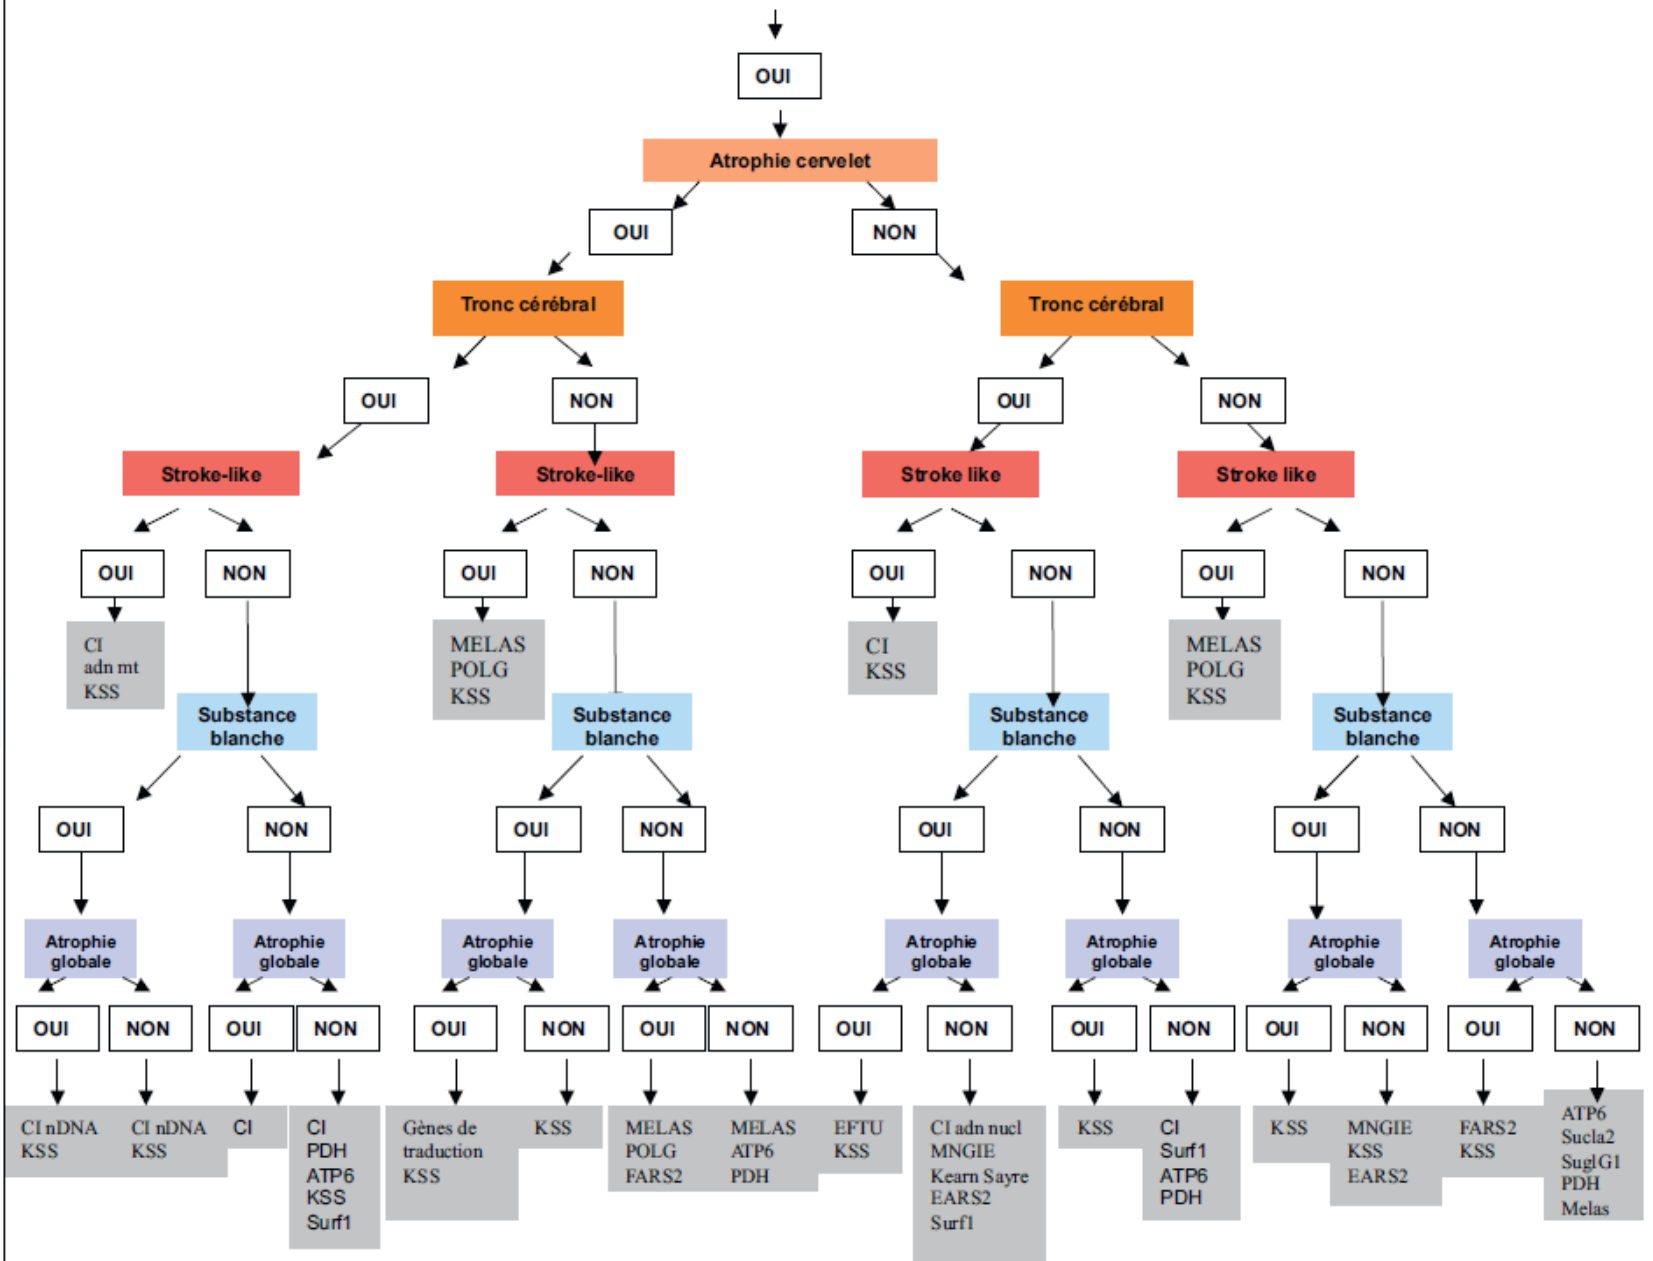 OUI
Atrophie cervelet
OUI
NON
Tronc cérébral
Tronc cérébral
OUI
NON
OUI
NON
Stroke-like
Stroke-like
Stroke like
Stroke like
OUI
NON
OUI
NON
OUI
NON
OUI
NON
CI
adn mt
KSS
MELAS
POLG
KSS
CI
KSS
MELAS
POLG
KSS
Substance
blanche
Substance
blanche
Substance
blanche
Substance
blanche
OUI
NON
OUI
NON
OUI
NON
OUI
NON
Atrophie
globale
Atrophie
globale
Atrophie
globale
Atrophie
globale
Atrophie
globale
Atrophie
globale
Atrophie
globale
Atrophie
globale
OUI
NON
OUI
NON
OUI
NON
OUI
NON
OUI
NON
OUI
NON
OUI
NON
OUI
NON
CI nDNA
KSS
CI nDNA
KSS
CI
CI
PDH
ATP6
KSS
Surf1
Gènes de
traduction
KSS
KSS
MELAS
POLG
FARS2
MELAS
ATP6
PDH
EFTU
KSS
CI adn nucl
MNGIE
Kearn Sayre
EARS2
Surf1
KSS
CI
Surf1
ATP6
PDH
KSS
MNGIE
KSS
EARS2
FARS2
KSS
ATP6
Sucla2
SuglG1
PDH
Melas